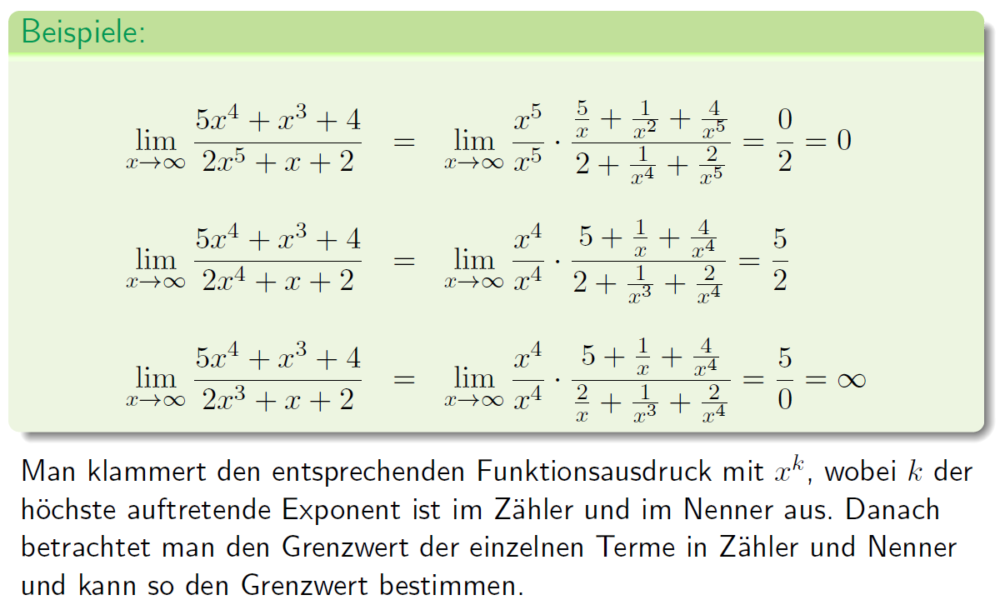 Beispiele:
$\lim_{x \to \infty} \frac{5x^4 + x^3 + 4}{2x^5 + x + 2} = \lim_{x \to \infty} \frac{x^5}{x^5} \cdot \frac{\frac{5}{x} + \frac{1}{x^2} + \frac{4}{x^5}}{2 + \frac{1}{x^4} + \frac{2}{x^5}} = \frac{0}{2} = 0$
$\lim_{x \to \infty} \frac{5x^4 + x^3 + 4}{2x^4 + x + 2} = \lim_{x \to \infty} \frac{x^4}{x^4} \cdot \frac{5 + \frac{1}{x} + \frac{4}{x^4}}{2 + \frac{1}{x^3} + \frac{2}{x^4}} = \frac{5}{2}$
$\lim_{x \to \infty} \frac{5x^4 + x^3 + 4}{2x^3 + x + 2} = \lim_{x \to \infty} \frac{x^4}{x^4} \cdot \frac{5 + \frac{1}{x} + \frac{4}{x^4}}{\frac{2}{x} + \frac{1}{x^3} + \frac{2}{x^4}} = \frac{5}{0} = \infty$
Man klammert den entsprechenden Funktionsausdruck mit $x^k$, wobei $k$ der
höchste auftretende Exponent ist im Zähler und im Nenner aus. Danach
betrachtet man den Grenzwert der einzelnen Terme in Zähler und Nenner
und kann so den Grenzwert bestimmen.